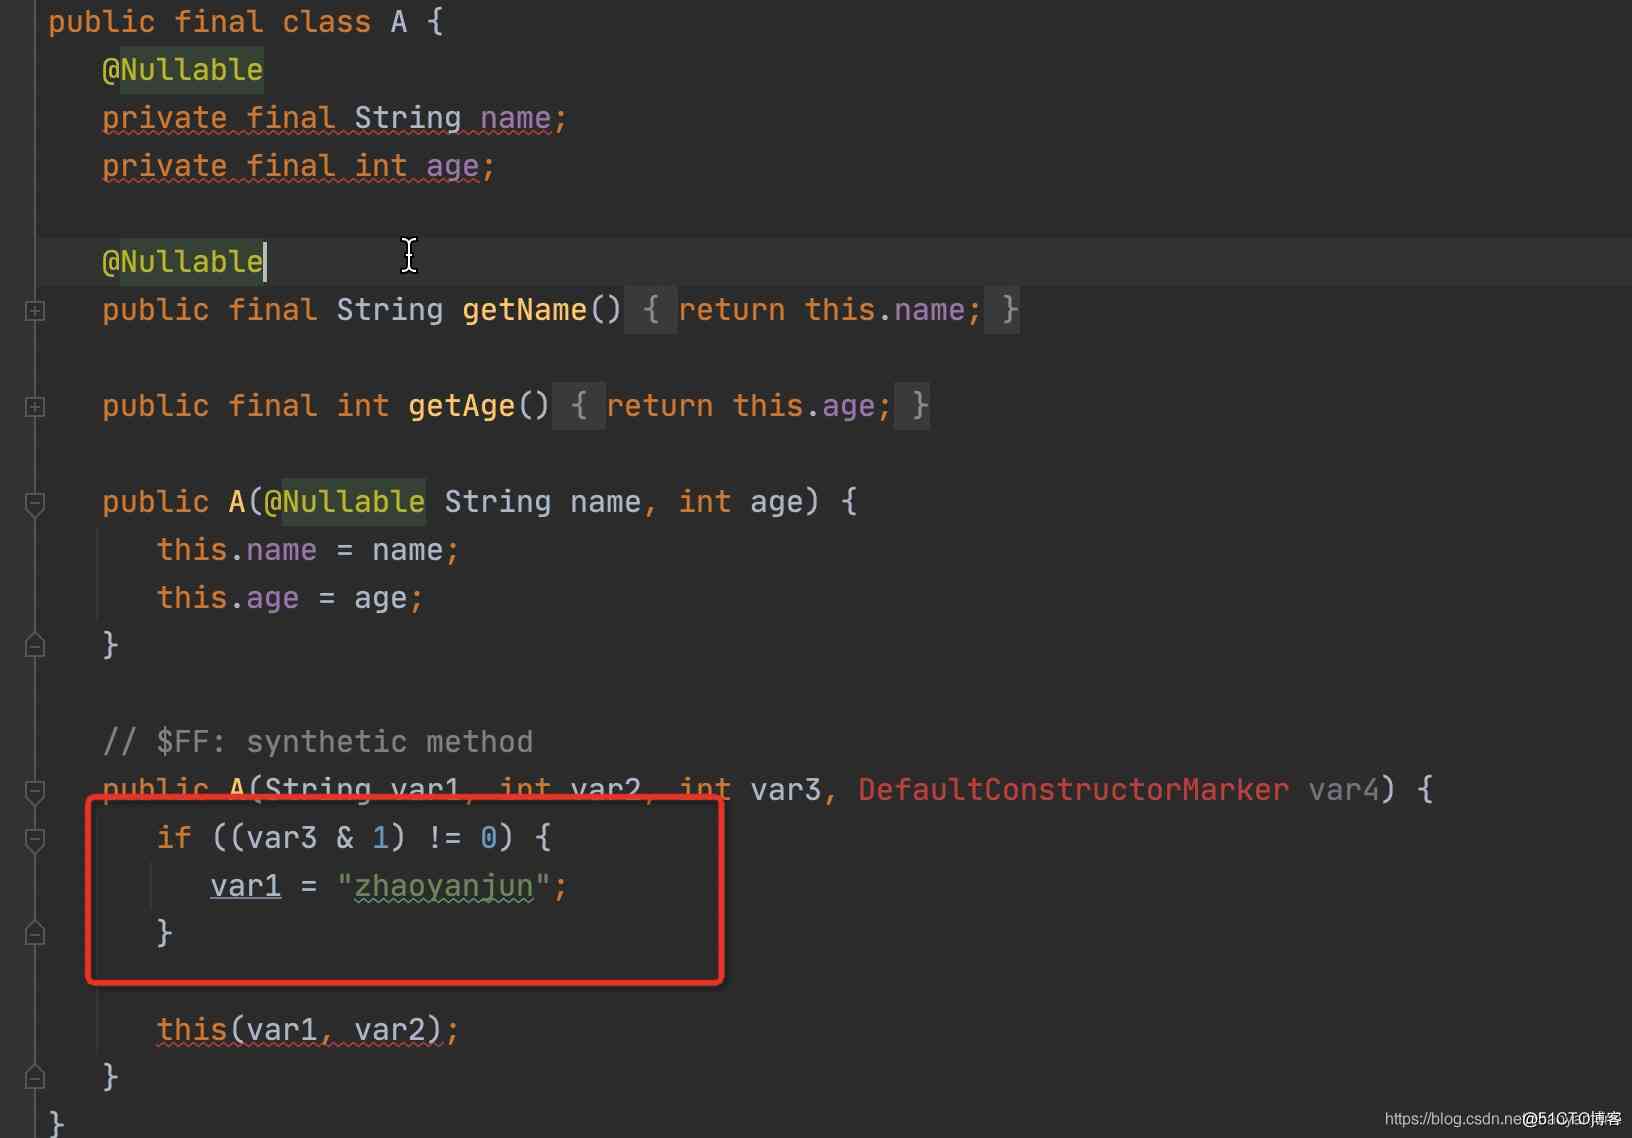 public final class A {
@Nullable
private final String name;
private final int age;
@Nullable
public final String getName() { return this.name; }
public final int getAge() { return this.age; }
public A(@Nullable String name, int age) {
this.name = name;
this.age = age;
}
// $FF: synthetic method
public A(String var1, int var2, int var3, DefaultConstructorMarker var4) {
if ((var3 & 1) != 0) {
var1 = "zhaoyanjun";
}
this(var1, var2);
}
}
https://blog.csdn.net @51CTO博客